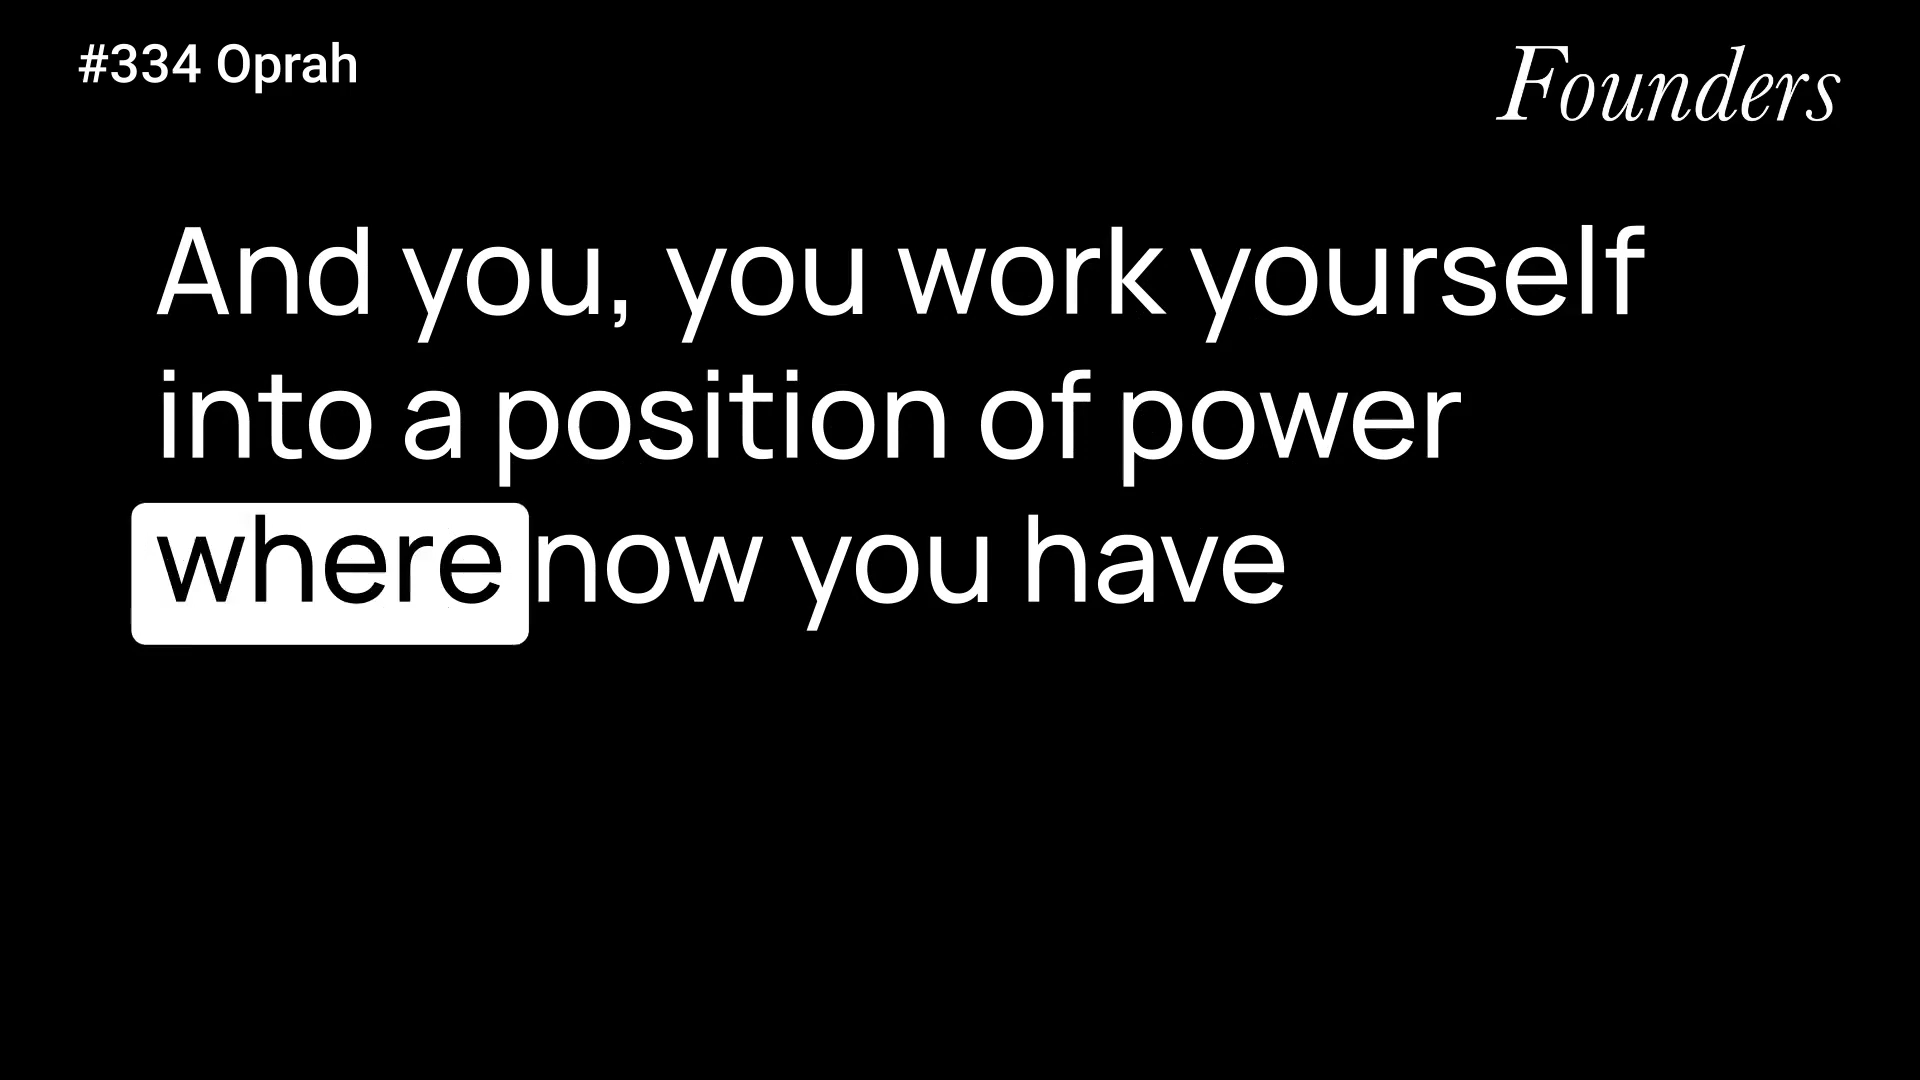 #334 Oprah
Founders
And you, you work yourself
into a position of power
where now you have